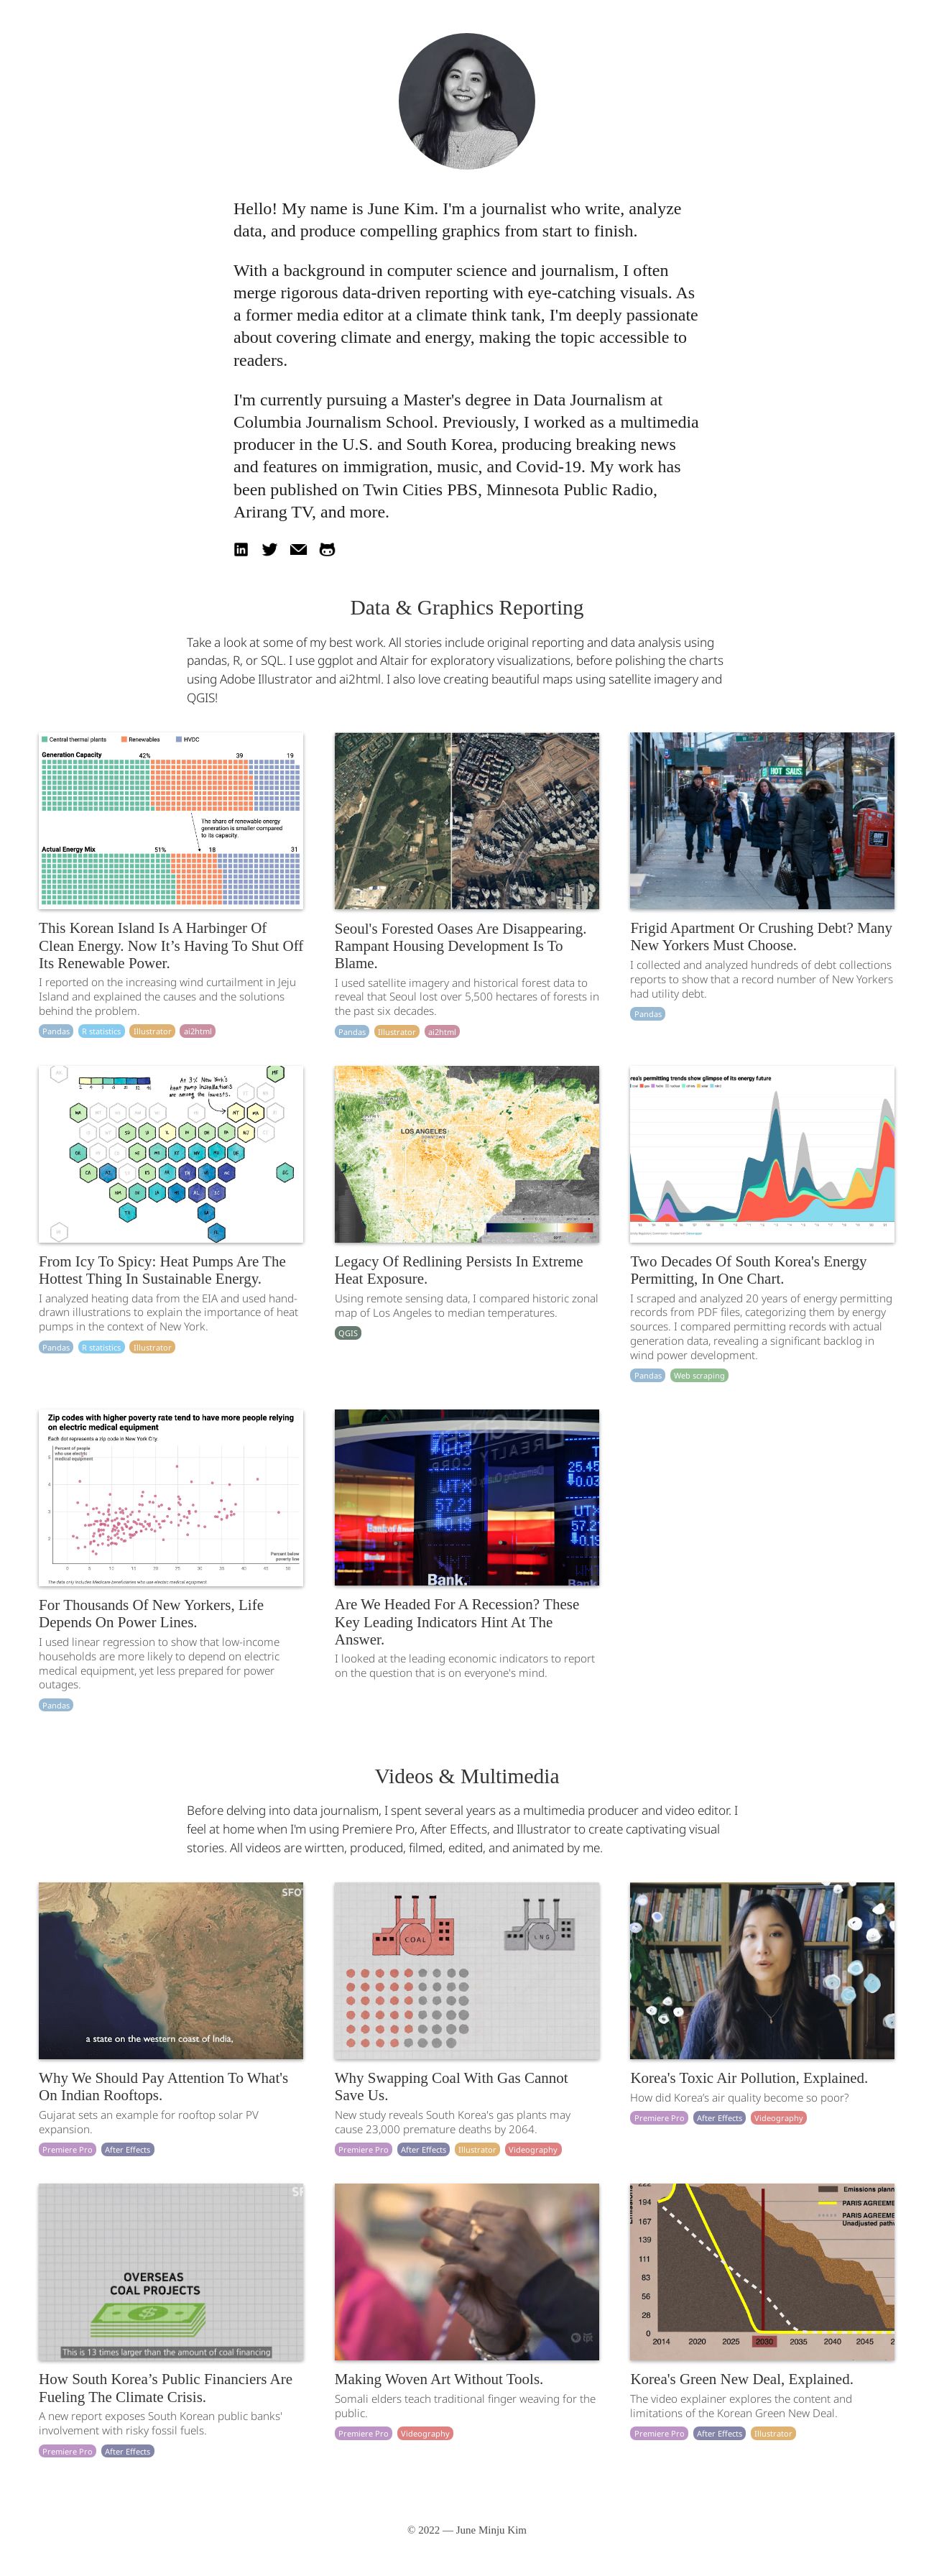 Hello! My name is June Kim. I'm a journalist who write, analyze
data, and produce compelling graphics from start to finish.
With a background in computer science and journalism, I often
merge rigorous data-driven reporting with eye-catching visuals. As
a former media editor at a climate think tank, I'm deeply passionate
about covering climate and energy, making the topic accessible to
readers.
I'm currently pursuing a Master's degree in Data Journalism at
Columbia Journalism School. Previously, I worked as a multimedia
producer in the U.S. and South Korea, producing breaking news
and features on immigration, music, and Covid-19. My work has
been published on Twin Cities PBS, Minnesota Public Radio,
Arirang TV, and more.
Data & Graphics Reporting
Take a look at some of my best work. All stories include original reporting and data analysis using
pandas, R, or SQL. I use ggplot and Altair for exploratory visualizations, before polishing the charts
using Adobe Illustrator and ai2html. I also love creating beautiful maps using satellite imagery and
QGIS!
Central thermal plants Renewables HVDC
Generation Capacity 42% 39 19
The share of renewable energy
generation is smaller compared
to its capacity.
Actual Energy Mix 51% 18 31
This Korean Island Is A Harbinger Of
Clean Energy. Now It’s Having To Shut Off
Its Renewable Power.
I reported on the increasing wind curtailment in Jeju
Island and explained the causes and the solutions
behind the problem.
Pandas R statistics Illustrator ai2html
Seoul's Forested Oases Are Disappearing.
Rampant Housing Development Is To
Blame.
I used satellite imagery and historical forest data to
reveal that Seoul lost over 5,500 hectares of forests in
the past six decades.
Pandas Illustrator ai2html
HOT SALE
Frigid Apartment Or Crushing Debt? Many
New Yorkers Must Choose.
I collected and analyzed hundreds of debt collections
reports to show that a record number of New Yorkers
had utility debt.
Pandas
At 3% New York's
heat pump installations
are among the lowest.
From Icy To Spicy: Heat Pumps Are The
Hottest Thing In Sustainable Energy.
I analyzed heating data from the EIA and used hand-
drawn illustrations to explain the importance of heat
pumps in the context of New York.
Pandas R statistics Illustrator
LOS ANGELES
Legacy Of Redlining Persists In Extreme
Heat Exposure.
Using remote sensing data, I compared historic zonal
map of Los Angeles to median temperatures.
QGIS
rea's permitting trends show glimpse of its energy future
Two Decades Of South Korea's Energy
Permitting, In One Chart.
I scraped and analyzed 20 years of energy permitting
records from PDF files, categorizing them by energy
sources. I compared permitting records with actual
generation data, revealing a significant backlog in
wind power development.
Pandas Web scraping
Zip codes with higher poverty rate tend to have more people relying
on electric medical equipment
Each dot represents a zip code in New York City.
Percent of people
who use electric
medical equipment
Percent below
poverty line
0 5 10 15 20 25 30 35 40 45 50
The data only includes Medicare beneficiaries who use electric medical equipment.
For Thousands Of New Yorkers, Life
Depends On Power Lines.
I used linear regression to show that low-income
households are more likely to depend on electric
medical equipment, yet less prepared for power
outages.
Pandas
REALTY
UTX
57.21
0.19
25.45
0.03
Bank.
Are We Headed For A Recession? These
Key Leading Indicators Hint At The
Answer.
I looked at the leading economic indicators to report
on the question that is on everyone's mind.
Videos & Multimedia
Before delving into data journalism, I spent several years as a multimedia producer and video editor. I
feel at home when I'm using Premiere Pro, After Effects, and Illustrator to create captivating visual
stories. All videos are wirtten, produced, filmed, edited, and animated by me.
SFO
a state on the western coast of India,
Why We Should Pay Attention To What's
On Indian Rooftops.
Gujarat sets an example for rooftop solar PV
expansion.
Premiere Pro After Effects
COAL LNG
Why Swapping Coal With Gas Cannot
Save Us.
New study reveals South Korea's gas plants may
cause 23,000 premature deaths by 2064.
Premiere Pro After Effects Illustrator Videography
Korea's Toxic Air Pollution, Explained.
How did Korea's air quality become so poor?
Premiere Pro After Effects Videography
SF
OVERSEAS
COAL PROJECTS
This is 13 times larger than the amount of coal financing
How South Korea’s Public Financiers Are
Fueling The Climate Crisis.
A new report exposes South Korean public banks'
involvement with risky fossil fuels.
Premiere Pro After Effects
Making Woven Art Without Tools.
Somali elders teach traditional finger weaving for the
public.
Premiere Pro Videography
Emissions
222
194
167
139
111
83
56
28
0
Emissions plann
PARIS AGREEME
PARIS AGREEME
Unadjusted path
2014 2020 2025 2030 2035 2040 2045 2
Korea's Green New Deal, Explained.
The video explainer explores the content and
limitations of the Korean Green New Deal.
Premiere Pro After Effects Illustrator
© 2022 — June Minju Kim